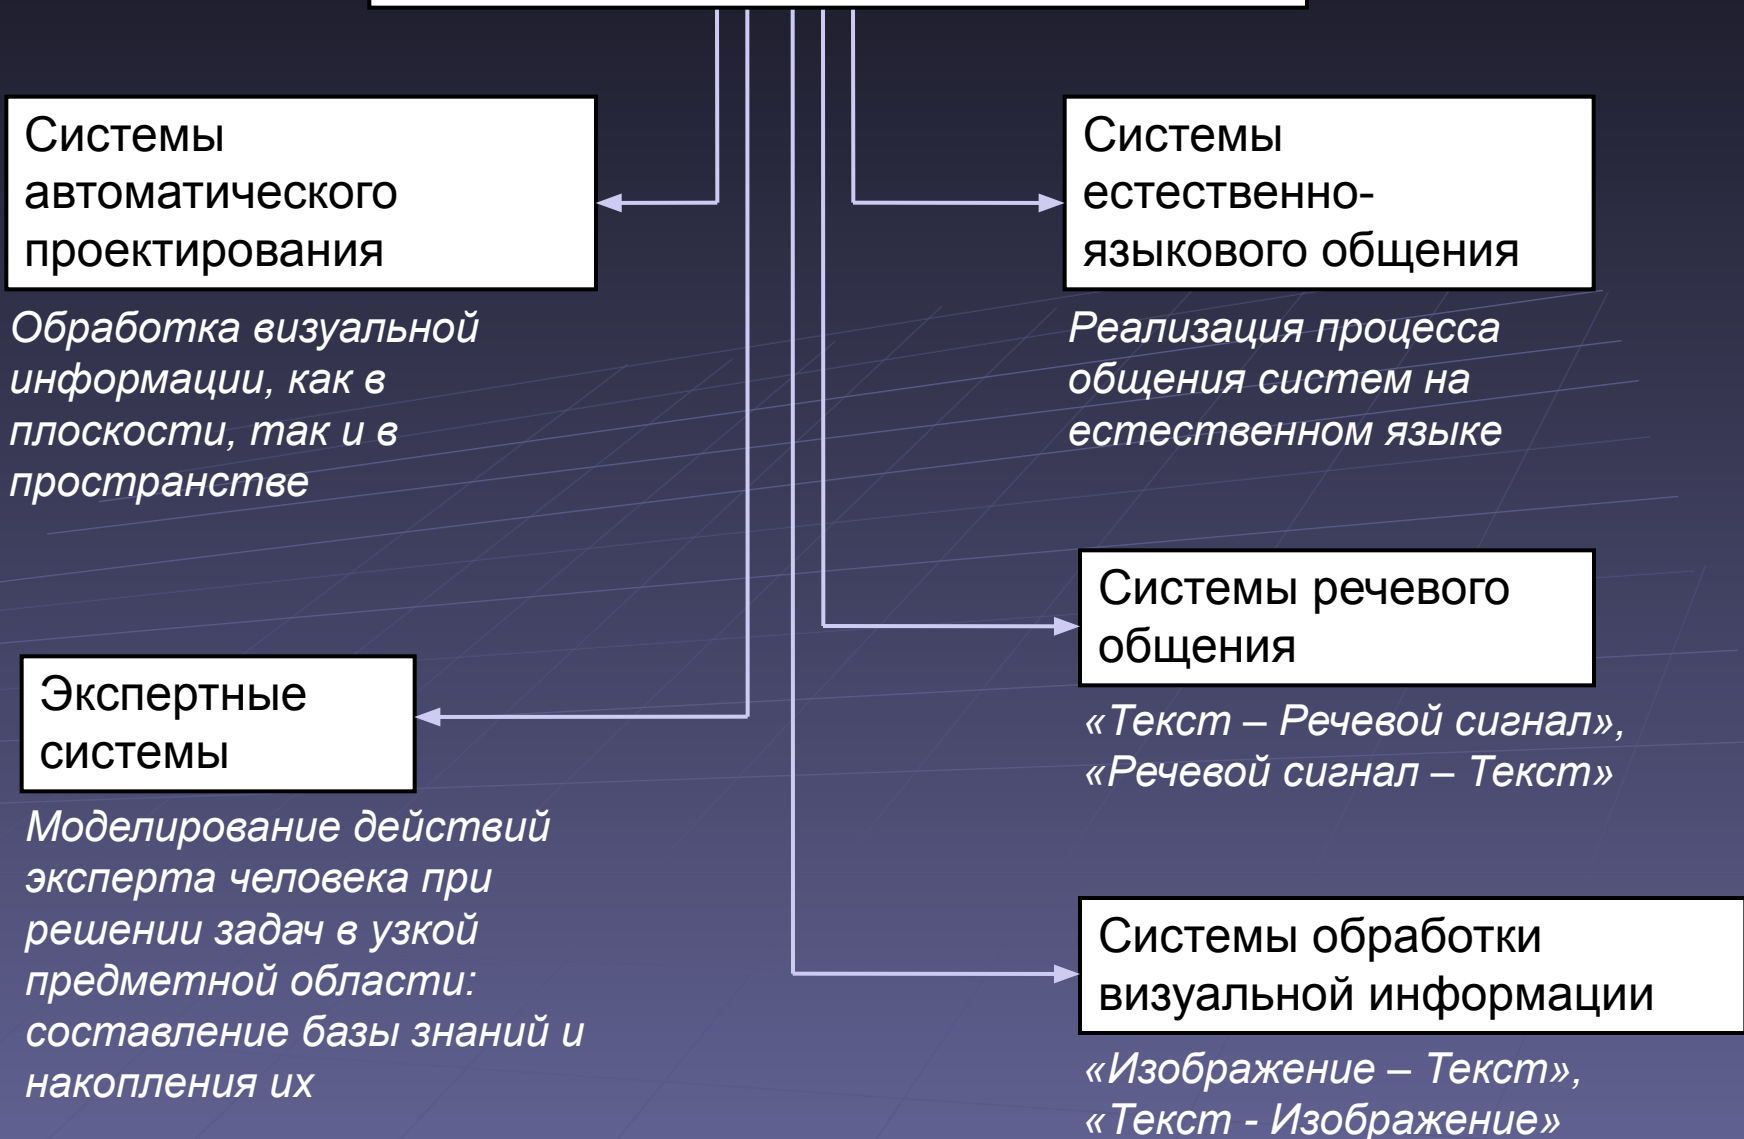 Системы
автоматического
проектирования
Обработка визуальной
информации, как в
плоскости, так и в
пространстве
Экспертные
системы
Моделирование действий
эксперта человека при
решении задач в узкой
предметной области:
составление базы знаний и
накопления их
Системы
естественно-
языкового общения
Реализация процесса
общения систем на
естественном языке
Системы речевого
общения
«Текст – Речевой сигнал»,
«Речевой сигнал – Текст»
Системы обработки
визуальной информации
«Изображение – Текст»,
«Текст - Изображение»